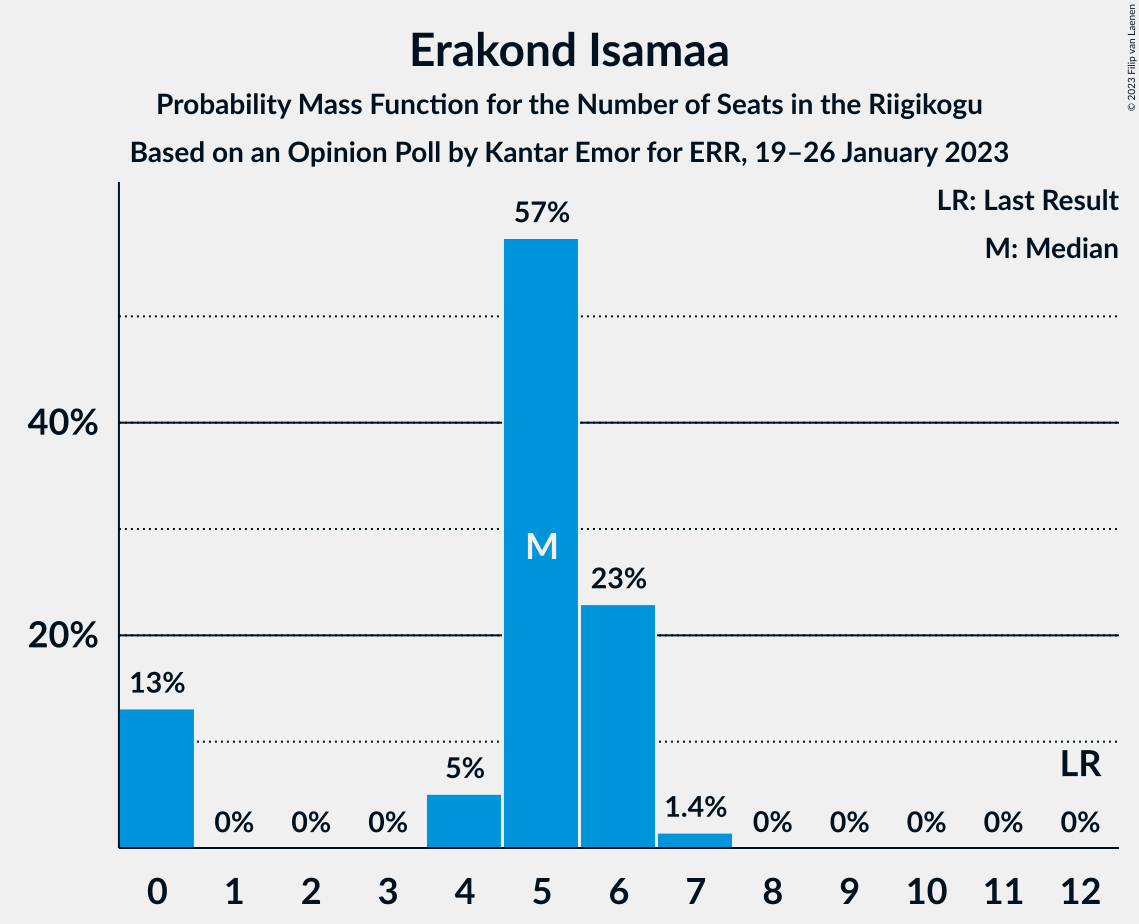 Erakond Isamaa
Probability Mass Function for the Number of Seats in the Riigikogu
Based on an Opinion Poll by Kantar Emor for ERR, 19–26 January 2023
© 2023 Filip van Laenen
LR: Last Result
M: Median
57%
40%
M
23%
20%
13%
5%
1.4%
LR
0% 0% 0% 0% 0% 0% 0% 0%
0 1 2 3 4 5 6 7 8 9 10 11 12